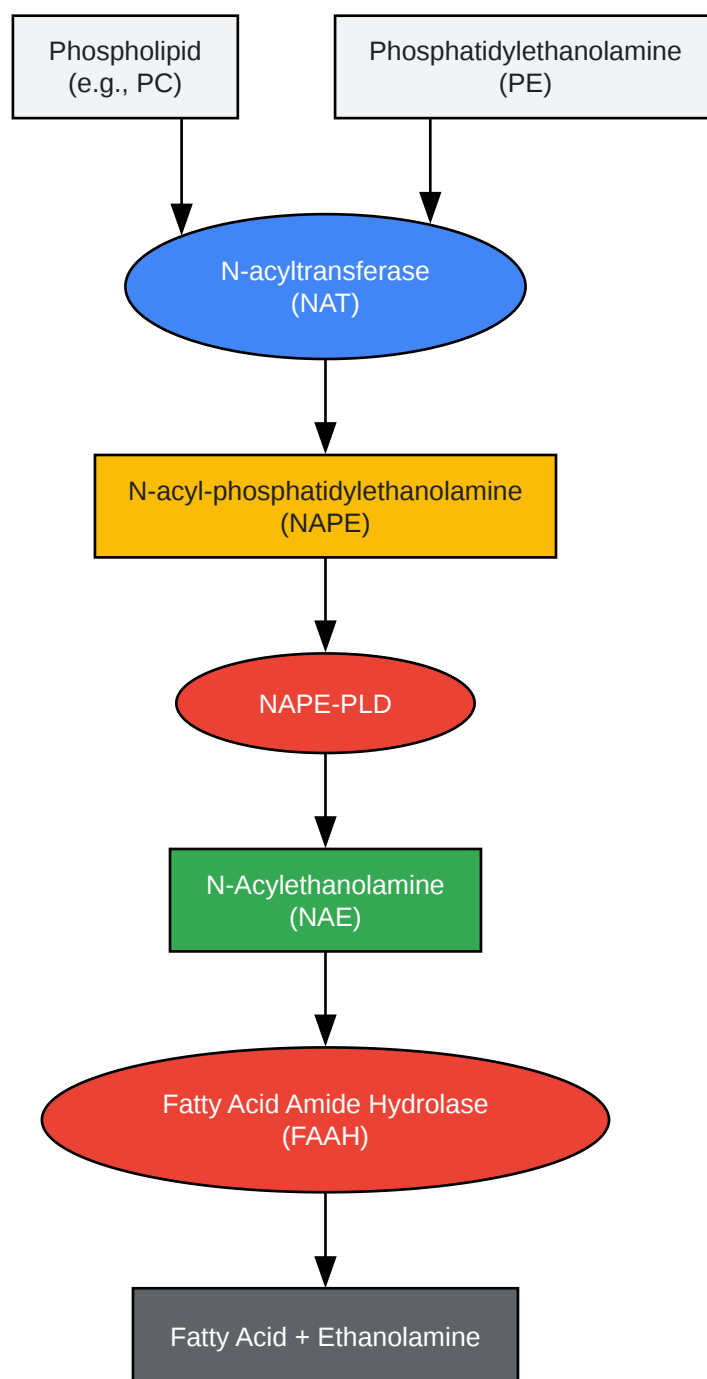 Phospholipid
(e.g., PC)
Phosphatidylethanolamine
(PE)
N-acyltransferase
(NAT)
N-acyl-phosphatidylethanolamine
(NAPE)
NAPE-PLD
N-Acylethanolamine
(NAE)
Fatty Acid Amide Hydrolase
(FAAH)
Fatty Acid + Ethanolamine